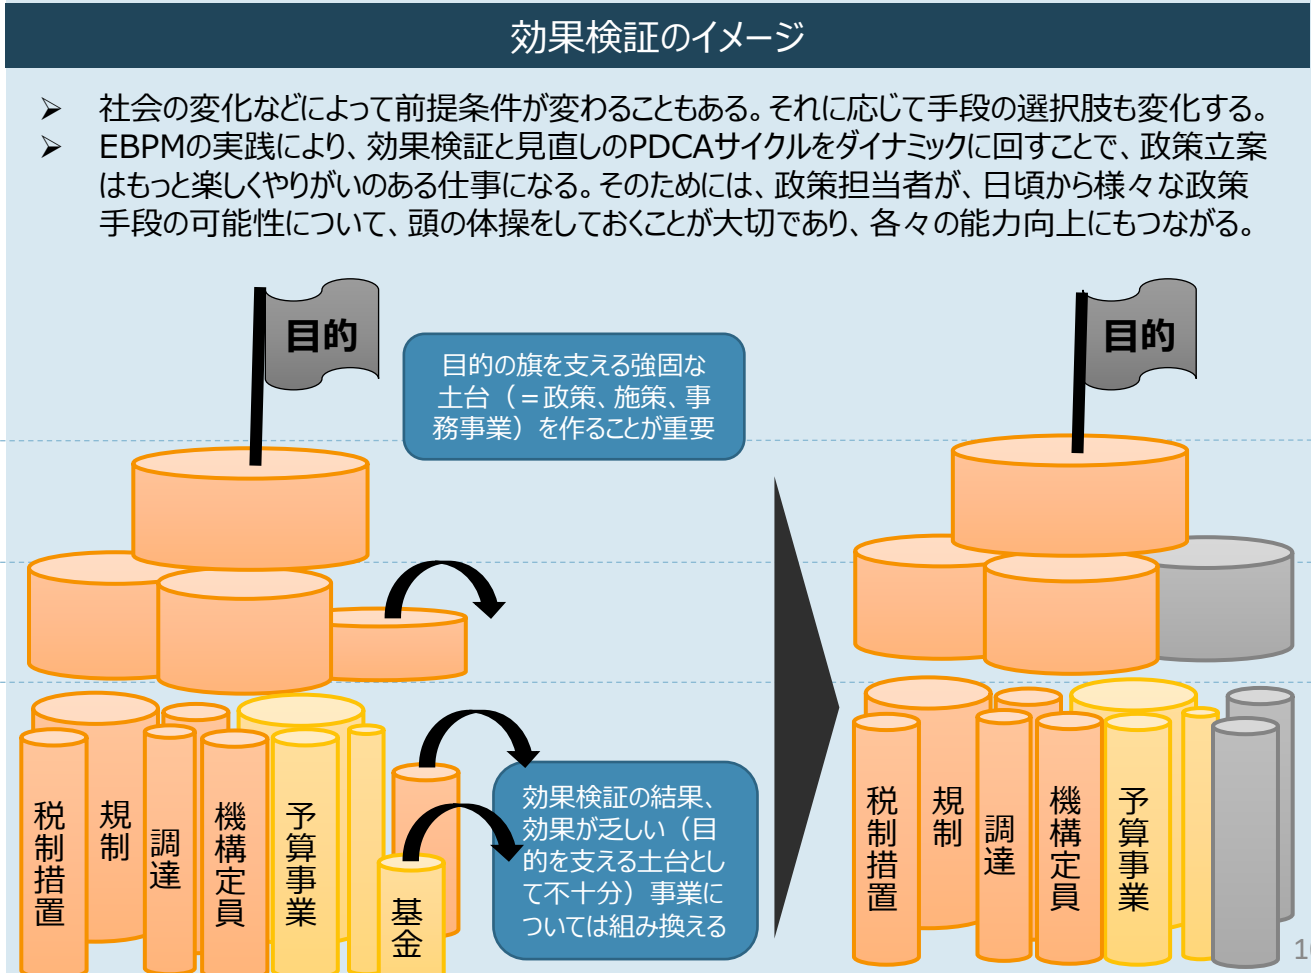 効果検証のイメージ
➢ 社会の変化などによって前提条件が変わることもある。それに応じて手段の選択肢も変化する。
➢ EBPMの実践により、効果検証と見直しのPDCAサイクルをダイナミックに回すことで、政策立案
はもっと楽しくやりがいのある仕事になる。そのためには、政策担当者が、日頃から様々な政策
手段の可能性について、頭の体操をしておくことが大切であり、各々の能力向上にもつながる。
目的
目的の旗を支える強固な
土台（＝政策、施策、事
務事業）を作ることが重要
目的
税制措置
規制
調達
機構定員
予算事業
基金
効果検証の結果、
効果が乏しい（目
的を支える土台とし
て不十分）事業に
ついては組み換える
税制措置
規制
調達
機構定員
予算事業